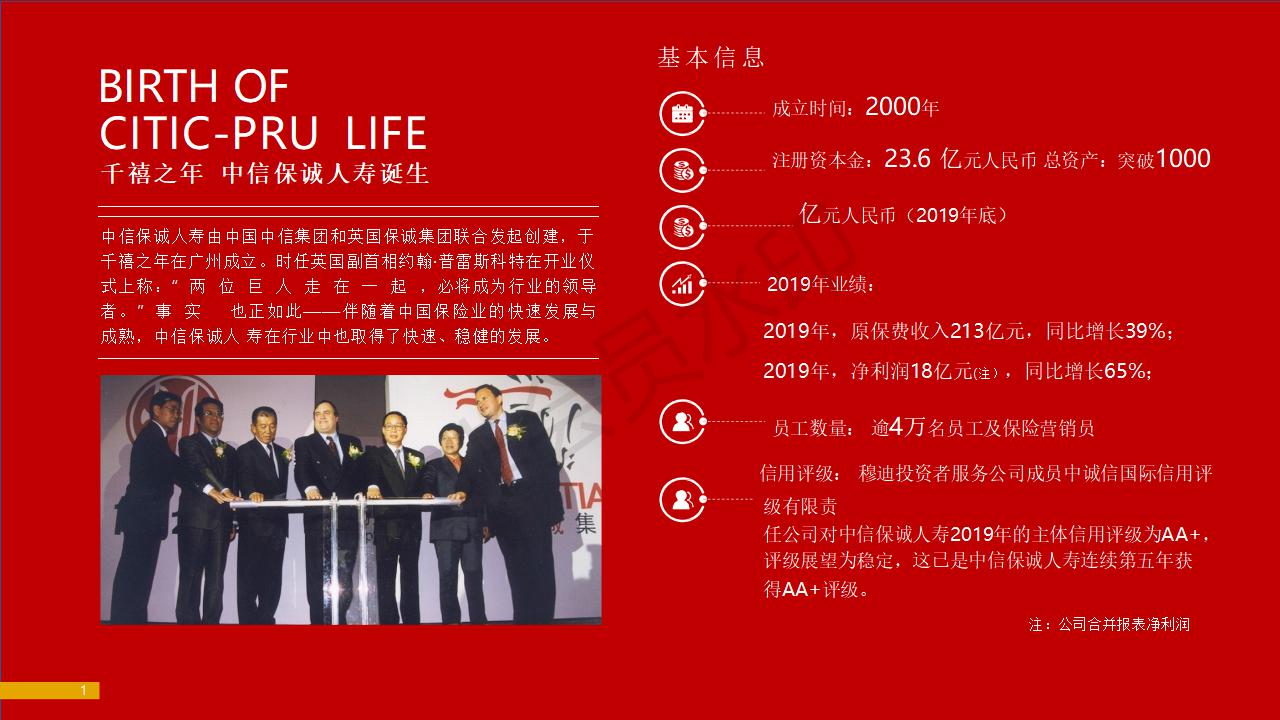 BIRTH OF
CITIC-PRU LIFE
千禧之年 中信保诚人寿诞生
中信保诚人寿由中国中信集团和英国保诚集团联合发起创建，于
千禧之年在广州成立。时任英国副首相约翰·普雷斯科特在开业仪
式上称：“两位巨人走在一起，必将成为行业的领导
者。”事实 也正如此——伴随着中国保险业的快速发展与
成熟，中信保诚人 寿在行业中也取得了快速、稳健的发展。
TIA
集
1
基本信息
成立时间：2000年
注册资本金：23.6 亿元人民币 总资产：突破1000
亿元人民币（2019年底）
2019年业绩：
2019年，原保费收入213亿元，同比增长39%；
2019年，净利润18亿元(注），同比增长65%；
员工数量： 逾4万名员工及保险营销员
信用评级： 穆迪投资者服务公司成员中诚信国际信用评
级有限责
任公司对中信保诚人寿2019年的主体信用评级为AA+，
评级展望为稳定，这已是中信保诚人寿连续第五年获
得AA+评级。
注：公司合并报表净利润
会员水印